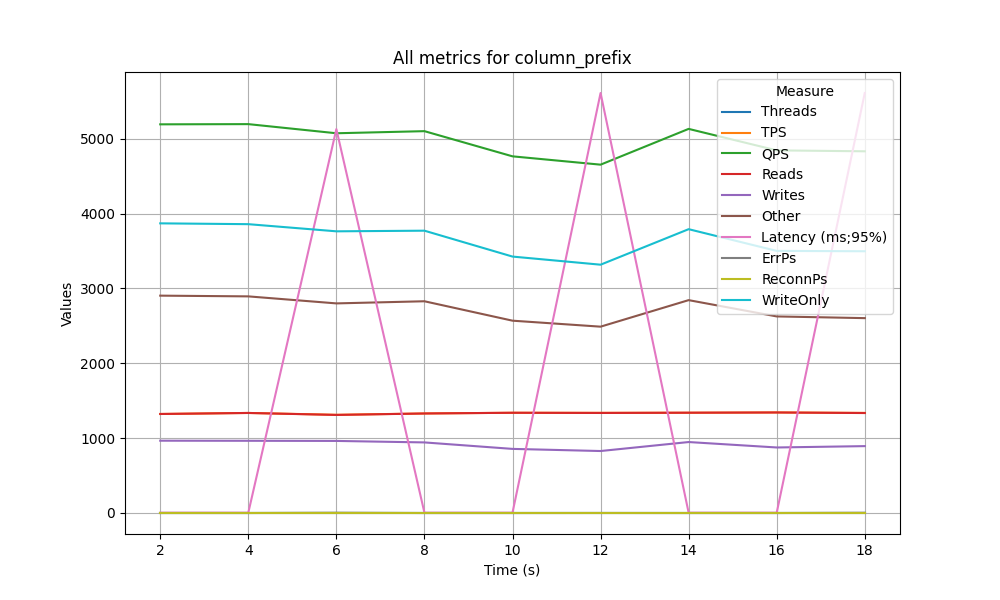 All metrics for column_prefix
Measure
Threads
TPS
QPS
Reads
Writes
Other
Latency (ms;95%)
ErrPs
ReconnPs
WriteOnly
Values
5000
4000
3000
2000
1000
0
2 4 6 8 10 12 14 16 18
Time (s)